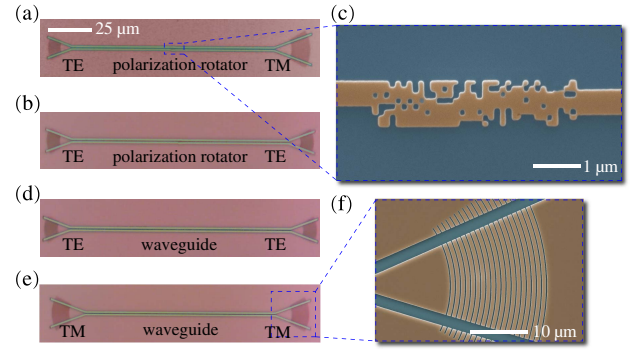 (a)
25 μm
TE polarization rotator TM
(b)
TE polarization rotator TE
(c)
1 μm
(d)
TE waveguide TE
(e)
TM waveguide TM
(f)
10 μm